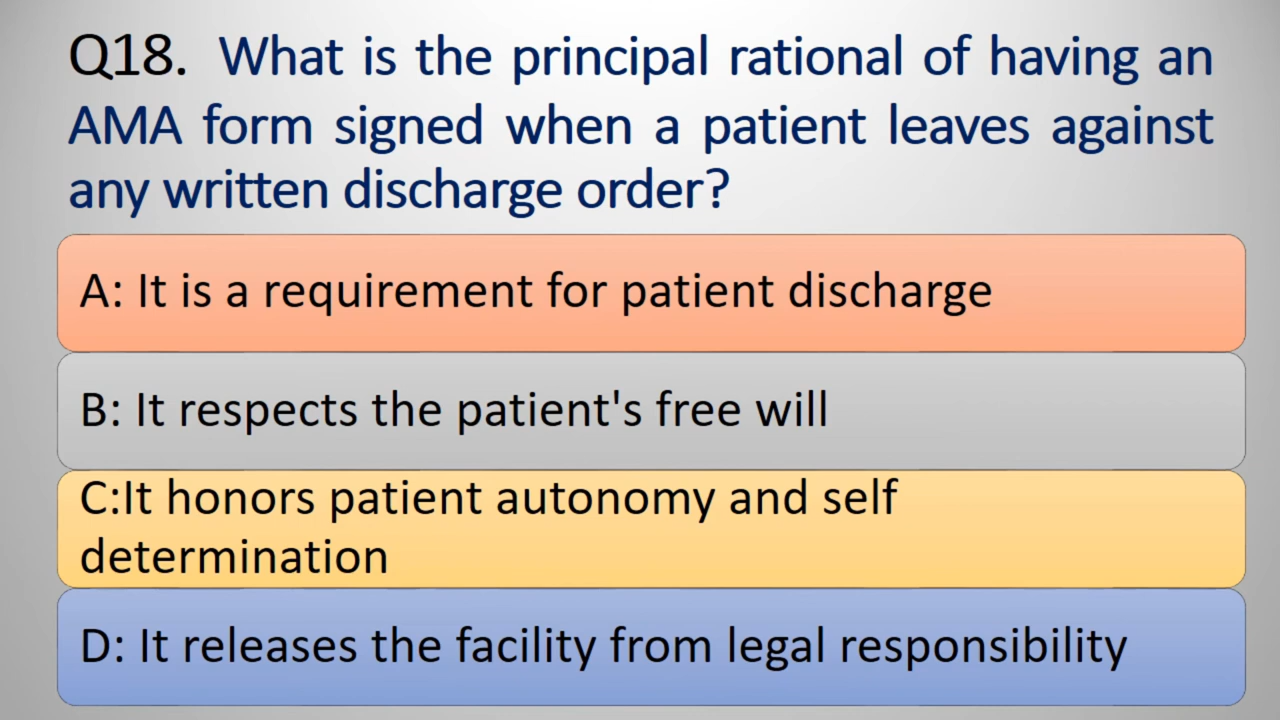 Q18. What is the principal rational of having an
AMA form signed when a patient leaves against
any written discharge order?
A: It is a requirement for patient discharge
B: It respects the patient's free will
C:It honors patient autonomy and self
determination
D: It releases the facility from legal responsibility